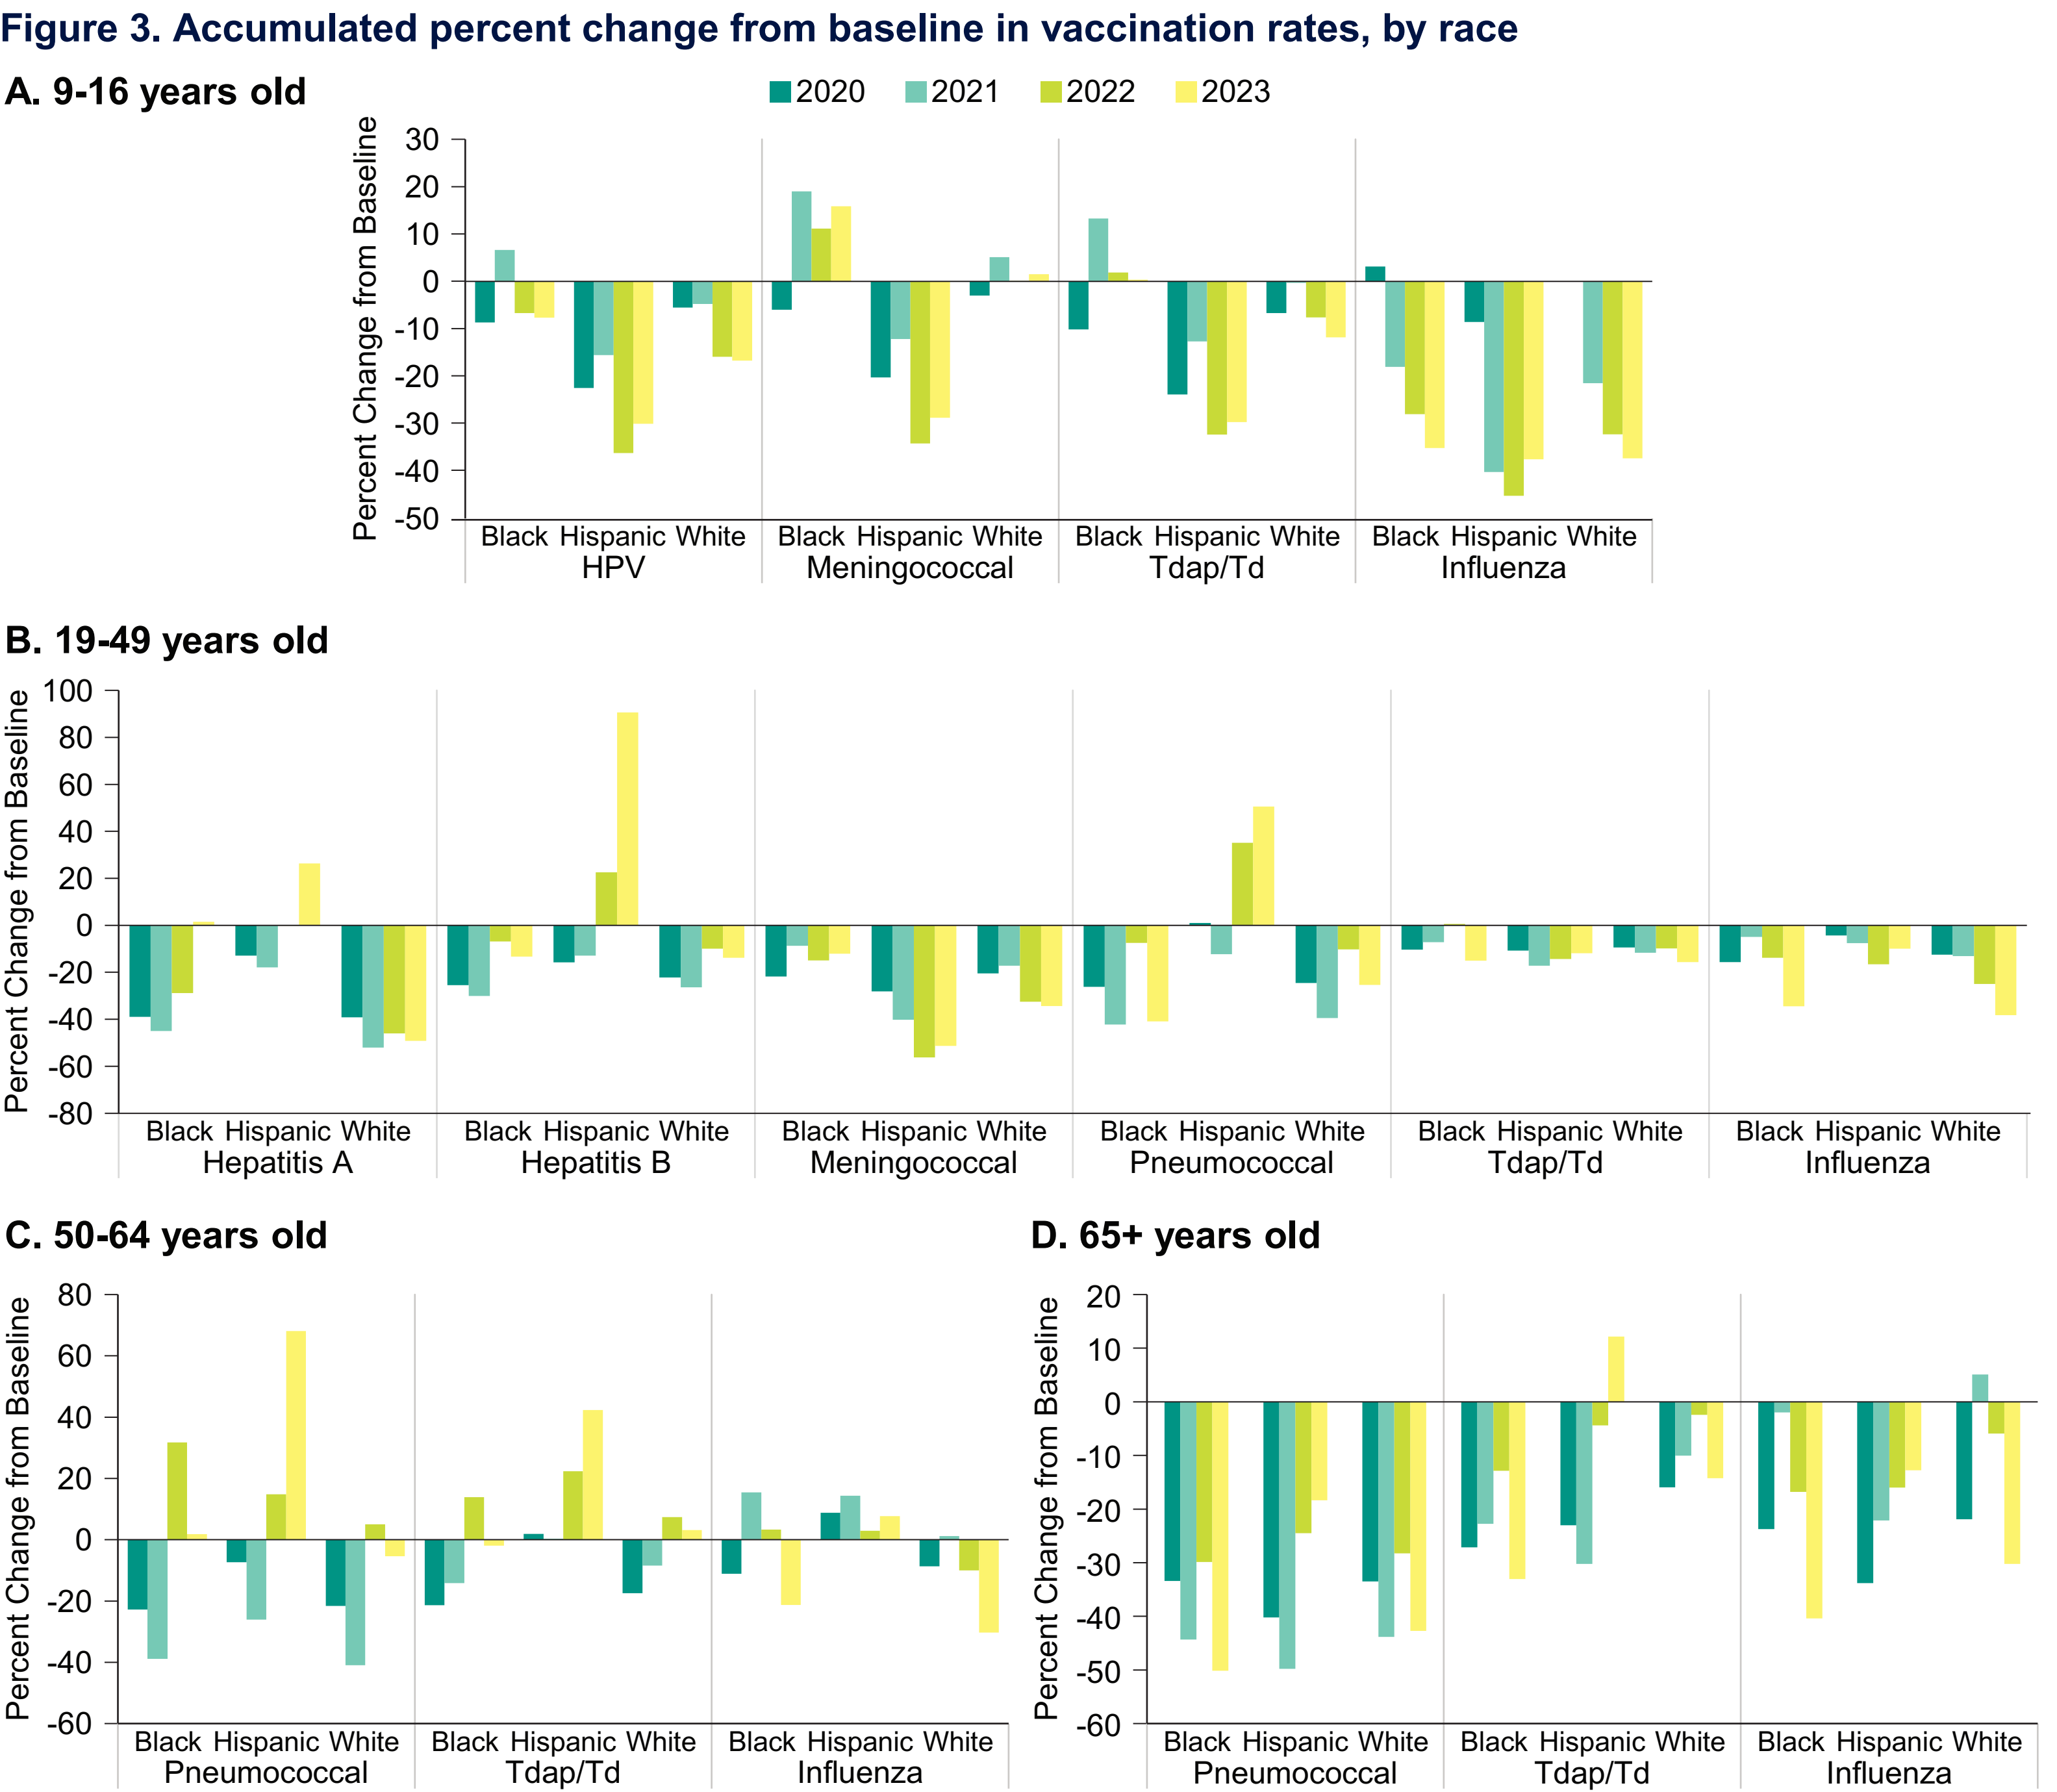 Figure 3. Accumulated percent change from baseline in vaccination rates, by race
A. 9-16 years old
2020 2021 2022 2023
Percent Change from Baseline
30
20
10
0
-10
-20
-30
-40
-50
Black Hispanic White Black Hispanic White Black Hispanic White Black Hispanic White
HPV Meningococcal Tdap/Td Influenza
B. 19-49 years old
Percent Change from Baseline
100
80
60
40
20
0
-20
-40
-60
-80
Black Hispanic White Black Hispanic White Black Hispanic White Black Hispanic White Black Hispanic White Black Hispanic White
Hepatitis A Hepatitis B Meningococcal Pneumococcal Tdap/Td Influenza
C. 50-64 years old
Percent Change from Baseline
80
60
40
20
0
-20
-40
-60
Black Hispanic White Black Hispanic White Black Hispanic White
Pneumococcal Tdap/Td Influenza
D. 65+ years old
Percent Change from Baseline
20
10
0
-10
-20
-30
-40
-50
-60
Black Hispanic White Black Hispanic White Black Hispanic White
Pneumococcal Tdap/Td Influenza